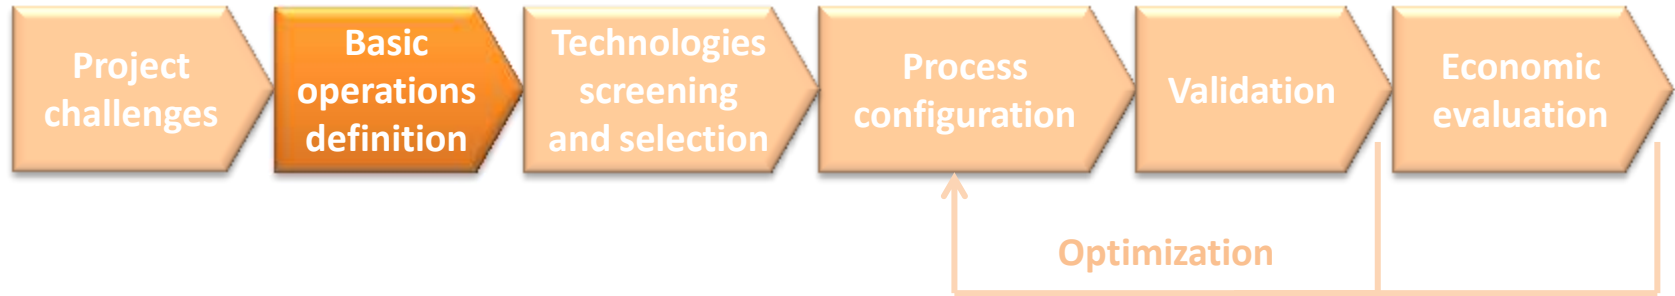 Project
challenges
Basic
operations
definition
Technologies
screening
and selection
Process
configuration
Validation
Economic
evaluation
Optimization